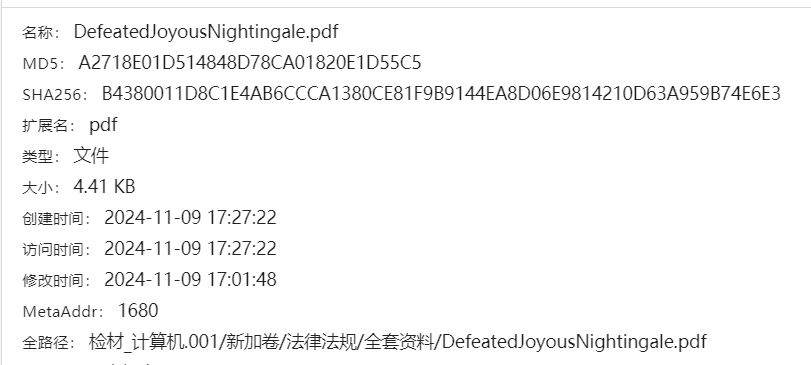 名称： DefeatedJoyousNightingale.pdf
MD5： A2718E01D514848D78CA01820E1D55C5
SHA256： B4380011D8C1E4AB6CCCA1380CE81F9B9144EA8D06E9814210D63A959B74E6E3
扩展名： pdf
类型： 文件
大小： 4.41 KB
创建时间： 2024-11-09 17:27:22
访问时间： 2024-11-09 17:27:22
修改时间： 2024-11-09 17:01:48
MetaAddr： 1680
全路径： 检材_计算机.001/新加卷/法律法规/全套资料/DefeatedJoyousNightingale.pdf